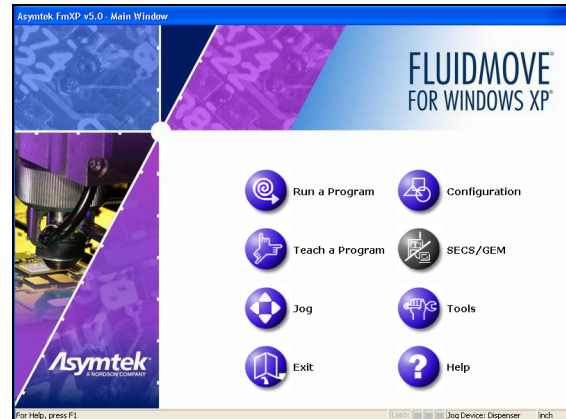 Asymtek FmXP v5.0 - Main Window
FLUIDMOVE®
FOR WINDOWS XP®
Run a Program
Configuration
Teach a Program
SECS/GEM
Jog
Tools
Exit
Help
Asymtek
A NORDSON COMPANY
For Help, press F1
LMO:
Jog Device: Dispenser
inch